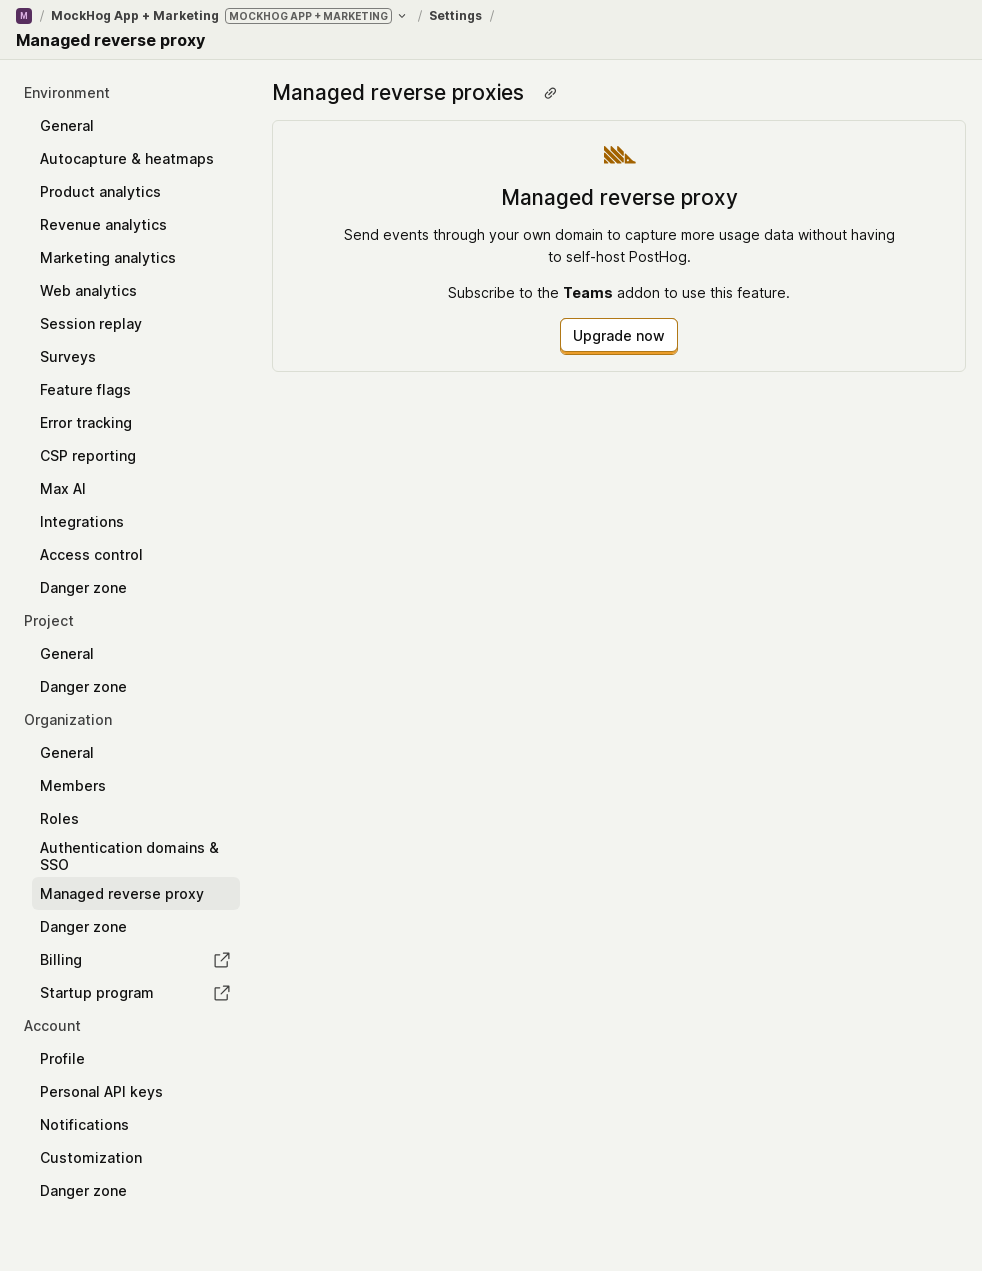 M / MockHog App + Marketing MOCKHOG APP + MARKETING / Settings /
Managed reverse proxy
Environment
General
Autocapture & heatmaps
Product analytics
Revenue analytics
Marketing analytics
Web analytics
Session replay
Surveys
Feature flags
Error tracking
CSP reporting
Max AI
Integrations
Access control
Danger zone
Project
General
Danger zone
Organization
General
Members
Roles
Authentication domains &
SSO
Managed reverse proxy
Danger zone
Billing
Startup program
Account
Profile
Personal API keys
Notifications
Customization
Danger zone
Managed reverse proxies
Managed reverse proxy
Send events through your own domain to capture more usage data without having
to self-host PostHog.
Subscribe to the Teams addon to use this feature.
Upgrade now